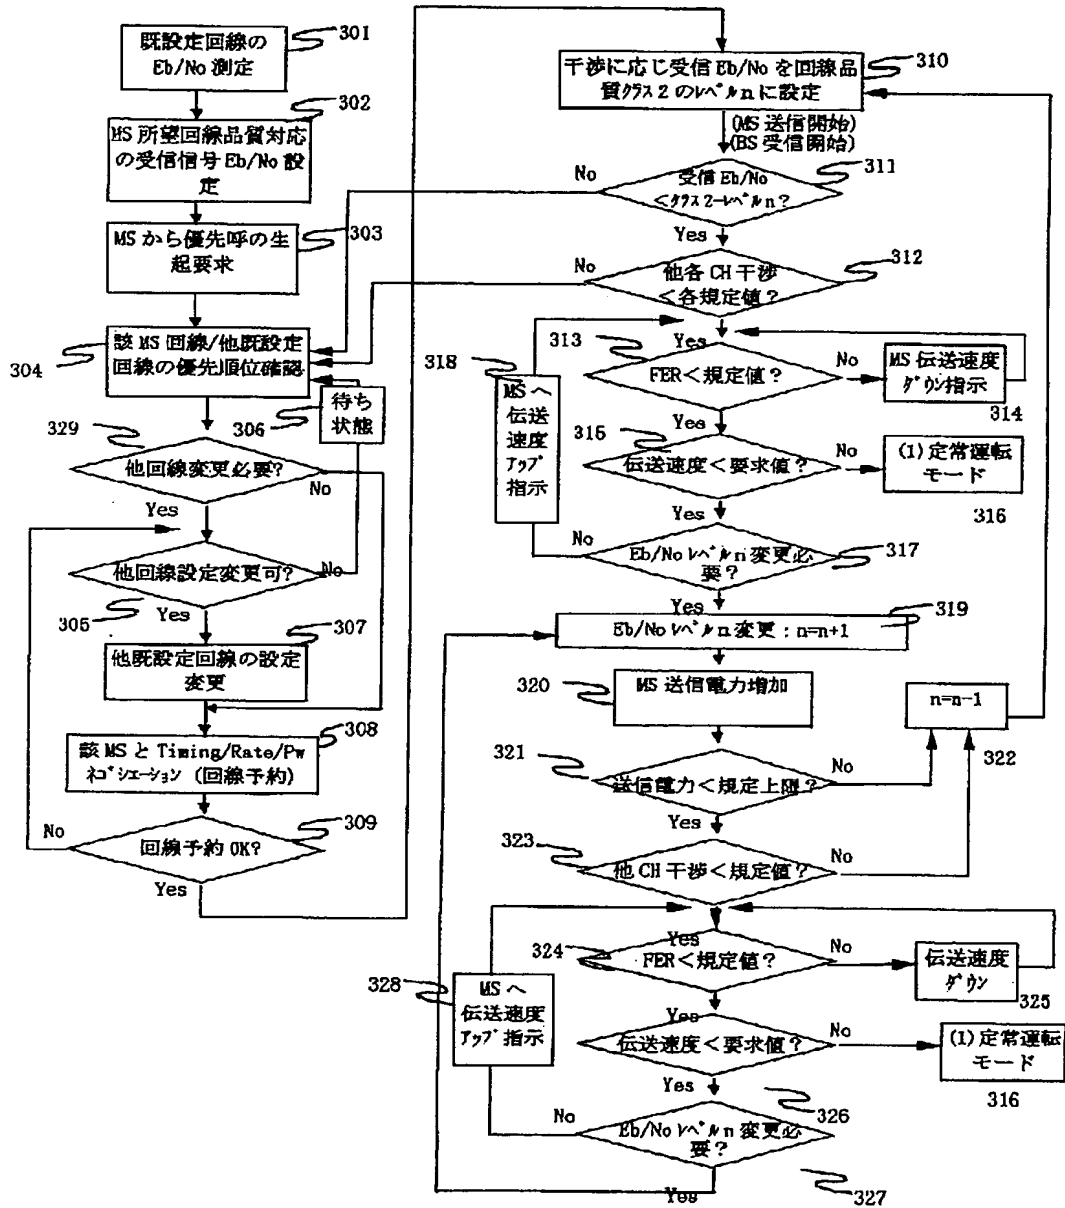 既設定回線の
Eb/No 測定
301
302
MS 所望回線品質対応
の受信信号 Eb/No 設
定
MS から優先呼の生
起要求
303
304
該 MS 回線/他既設定
回線の優先順位確認
306
待ち
状態
329
他回線変更必要?
No
Yes
他回線設定変更可?
No
305
Yes
307
他既設定回線の設定
変更
308
該 MS と Timing/Rate/Pw
ﾈｺﾞｼｴｰｼｮﾝ (回線予約)
309
No
回線予約 OK?
Yes
310
干渉に応じ受信 Eb/No を回線品
質ｸﾗｽ 2 のﾚﾍﾞﾙ n に設定
(MS 送信開始)
(BS 受信開始)
311
No
受信 Eb/No
<ｸﾗｽ 2-ﾚﾍﾞﾙ n?
Yes
312
No
他各 CH 干渉
<各規定値?
Yes
313
318
FER<規定値?
No
MS 伝送速度
ﾀﾞｳﾝ 指示
314
MS へ
伝送
速度
ｱｯﾌﾟ
指示
Yes
315
伝送速度<要求値?
No
(1) 定常運転
モード
316
Yes
No
Eb/No ﾚﾍﾞﾙ n 変更必
要?
317
Yes
319
Eb/No ﾚﾍﾞﾙ n 変更 : n=n+1
320
MS 送信電力増加
n=n-1
322
321
送信電力<規定上限?
No
Yes
323
他 CH 干渉<規定値?
No
Yes
324
FER<規定値?
No
伝送速度
ﾀﾞｳﾝ
325
328
MS へ
伝送速度
ｱｯﾌﾟ 指示
Yes
伝送速度<要求値?
No
(1) 定常運転
モード
316
Yes
326
No
Eb/No ﾚﾍﾞﾙ n 変更必
要?
327
Yes